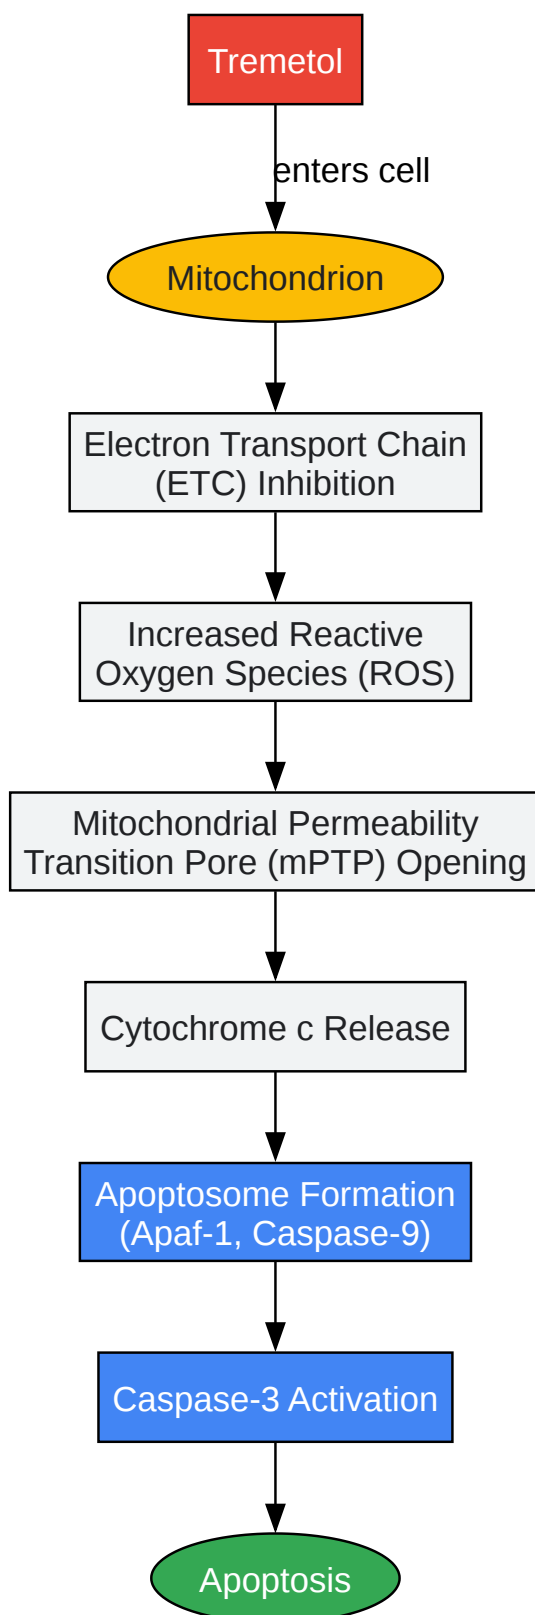 Tremetol
enters cell
Mitochondrion
Electron Transport Chain
(ETC) Inhibition
Increased Reactive
Oxygen Species (ROS)
Mitochondrial Permeability
Transition Pore (mPTP) Opening
Cytochrome c Release
Apoptosome Formation
(Apaf-1, Caspase-9)
Caspase-3 Activation
Apoptosis